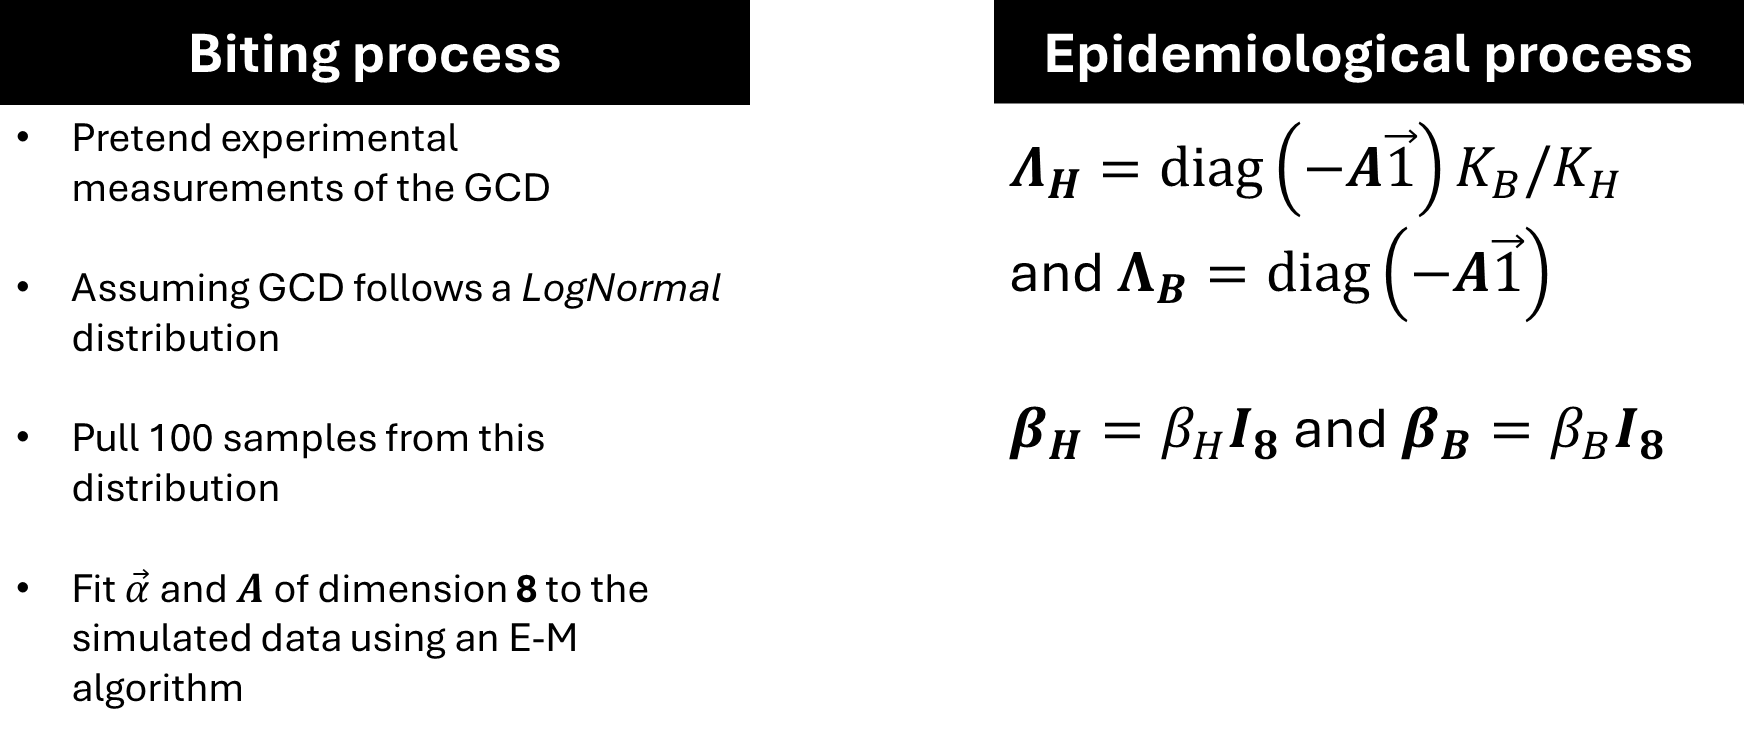 Biting process
• Pretend experimental
measurements of the GCD
• Assuming GCD follows a LogNormal
distribution
• Pull 100 samples from this
distribution
• Fit α⃗ and A of dimension 8 to the
simulated data using an E-M
algorithm
Epidemiological process
Λ_H = diag(−A1⃗) K_B/K_H
and Λ_B = diag(−A1⃗)
β_H = β_H I_8 and β_B = β_B I_8